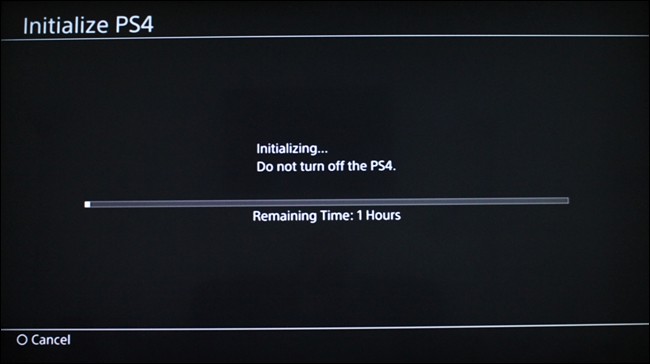 Initialize PS4
Initializing...
Do not turn off the PS4.
Remaining Time: 1 Hours
Cancel